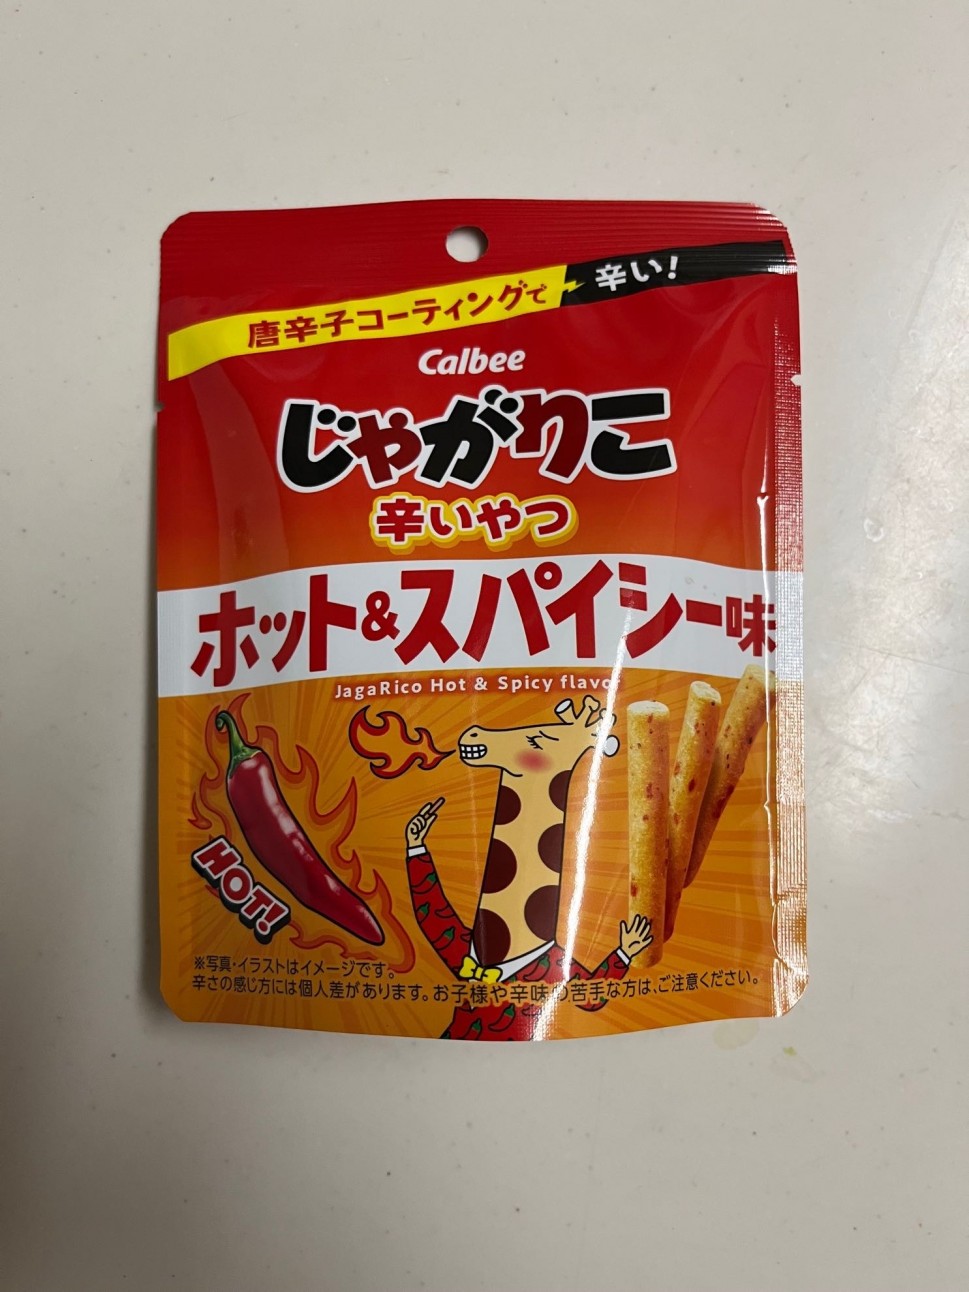 唐辛子コーティングで 辛い!
Calbee
じゃがりこ
辛いやつ
ホット&スパイシー味
JagaRico Hot & Spicy flavor
HOT!
※写真・イラストはイメージです。
辛さの感じ方には個人差があります。お子様や辛味の苦手な方は、ご注意ください。